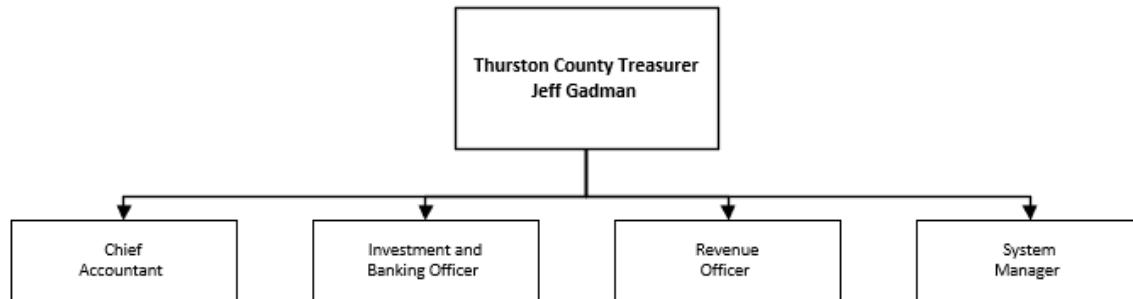 Thurston County Treasurer
Jeff Gadman
Chief
Accountant
Investment and
Banking Officer
Revenue
Officer
System
Manager